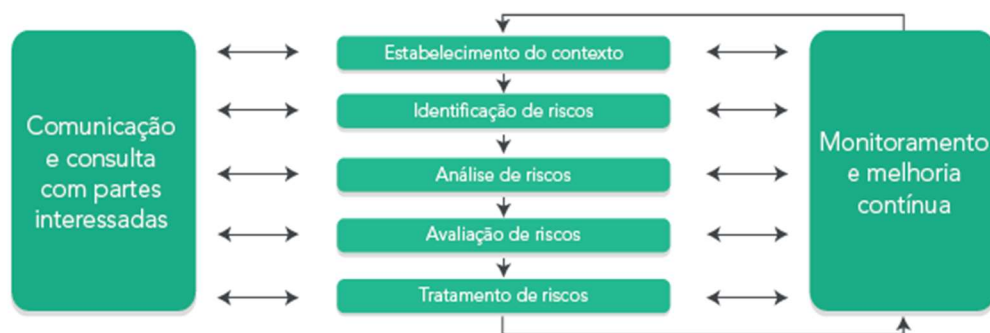 Comunicação
e consulta
com partes
interessadas
Estabelecimento do contexto
Identificação de riscos
Análise de riscos
Avaliação de riscos
Tratamento de riscos
Monitoramento
e melhoria
contínua